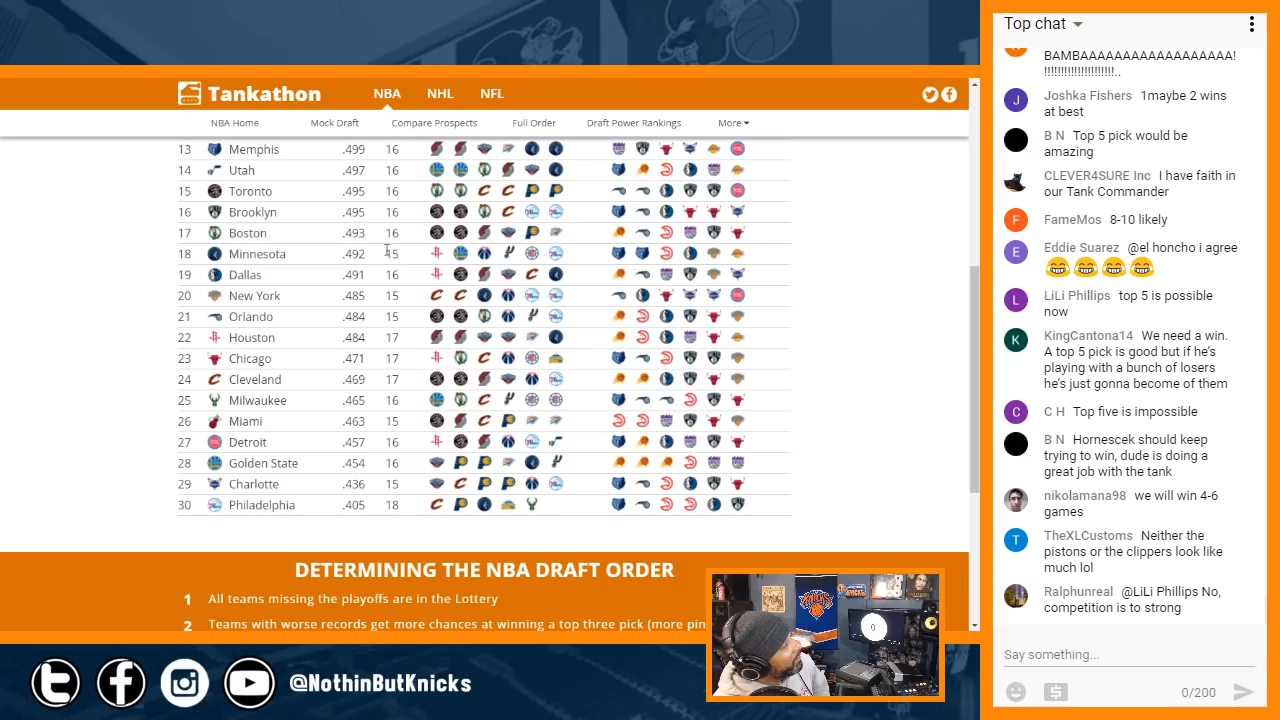 Tankathon
NBA NHL NFL
NBA Home Mock Draft Compare Prospects Full Order Draft Power Rankings More
13 Memphis .499 16
14 Utah .497 16
15 Toronto .495 16
16 Brooklyn .495 16
17 Boston .493 16
18 Minnesota .492 15
19 Dallas .491 16
20 New York .485 15
21 Orlando .484 15
22 Houston .484 17
23 Chicago .471 17
24 Cleveland .469 17
25 Milwaukee .465 16
26 Miami .463 15
27 Detroit .457 16
28 Golden State .454 16
29 Charlotte .436 15
30 Philadelphia .405 18
DETERMINING THE NBA DRAFT ORDER
1 All teams missing the playoffs are in the Lottery
2 Teams with worse records get more chances at winning a top three pick (more pin
KNICKS
@NothinButKnicks
Top chat
BAMBAAAAAAAAAAAAAAAAAA!
!!!!!!!!!!!!!!!!!!!!!..
Joshka Fishers 1maybe 2 wins
at best
B N Top 5 pick would be
amazing
CLEVER4SURE Inc I have faith in
our Tank Commander
FameMos 8-10 likely
Eddie Suarez @el honcho i agree
LiLi Phillips top 5 is possible
now
KingCantona14 We need a win.
A top 5 pick is good but if he's
playing with a bunch of losers
he's just gonna become of them
C H Top five is impossible
B N Hornescek should keep
trying to win, dude is doing a
great job with the tank
nikolamana98 we will win 4-6
games
TheXLCustoms Neither the
pistons or the clippers look like
much lol
Ralphunreal @LiLi Phillips No,
competition is to strong
Say something...
0/200